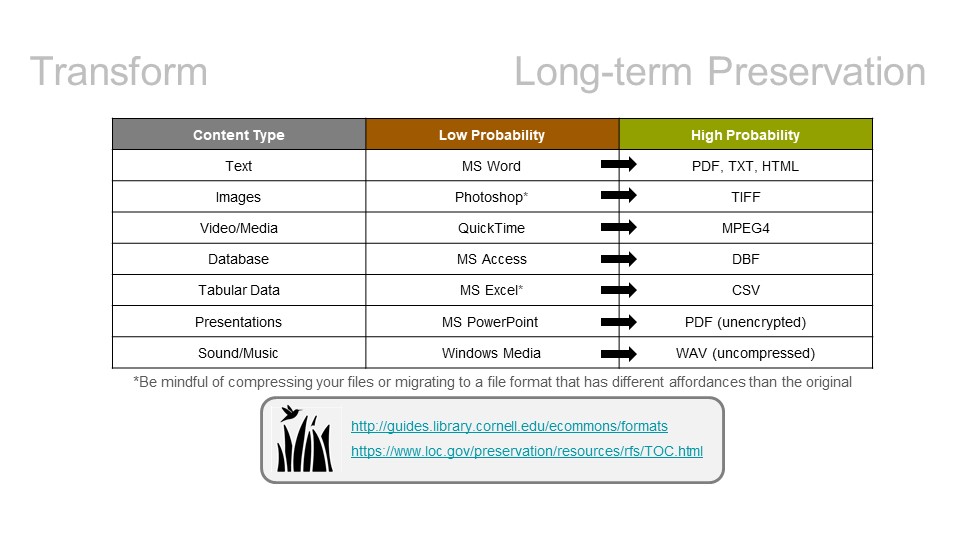 Transform Long-term Preservation
Content Type Low Probability High Probability
Text MS Word PDF, TXT, HTML
Images Photoshop* TIFF
Video/Media QuickTime MPEG4
Database MS Access DBF
Tabular Data MS Excel* CSV
Presentations MS PowerPoint PDF (unencrypted)
Sound/Music Windows Media WAV (uncompressed)
*Be mindful of compressing your files or migrating to a file format that has different affordances than the original
http://guides.library.cornell.edu/ecommons/formats
https://www.loc.gov/preservation/resources/rfs/TOC.html